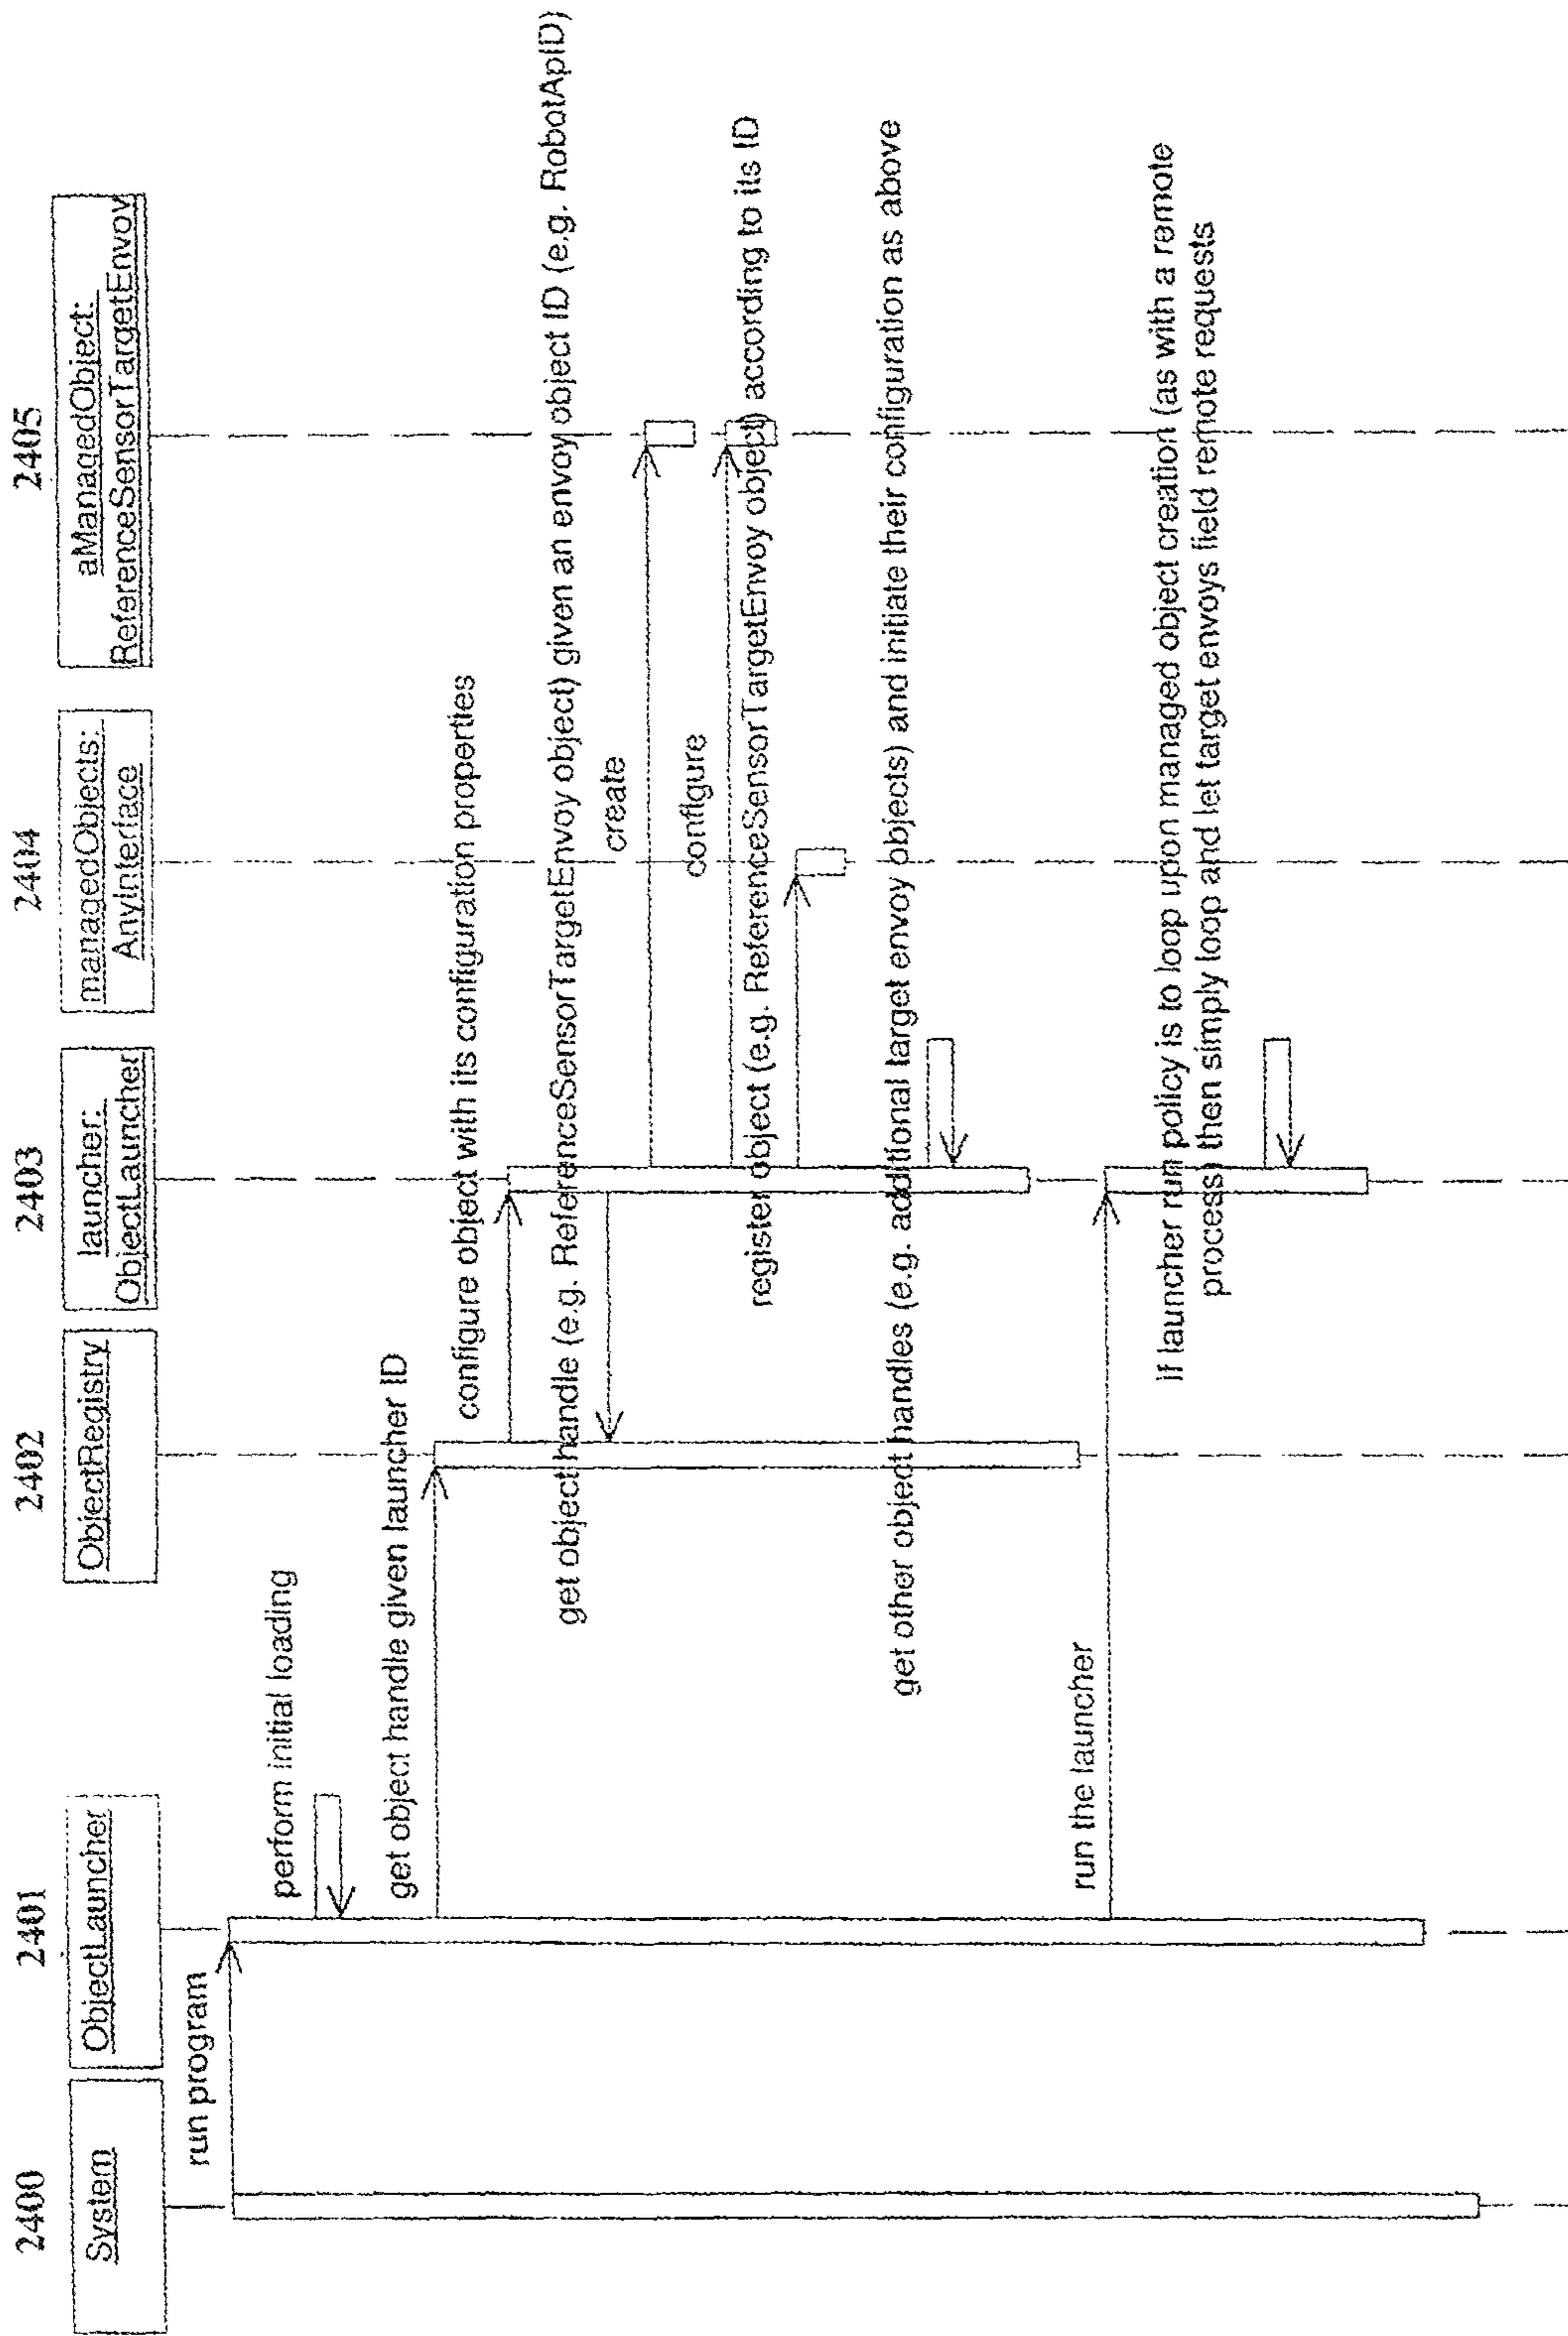 2400
2401
2402
2403
2404
2405
System
ObjectLauncher
ObjectRegistry
launcher:
ObjectLauncher
managedObjects:
AnyInterface
aManagedObject:
ReferenceSensorTargetEnvoy
run program
perform initial loading
get object handle given launcher ID
configure object with its configuration properties
get object handle (e.g. ReferenceSensorTargetEnvoy object) given an envoy object ID (e.g. RobotApID)
create
configure
register object (e.g. ReferenceSensorTargetEnvoy object) according to its ID
get other object handles (e.g. additional target envoy objects) and initiate their configuration as above
run the launcher
if launcher run policy is to loop upon managed object creation (as with a remote
process) then simply loop and let target envoys field remote requests